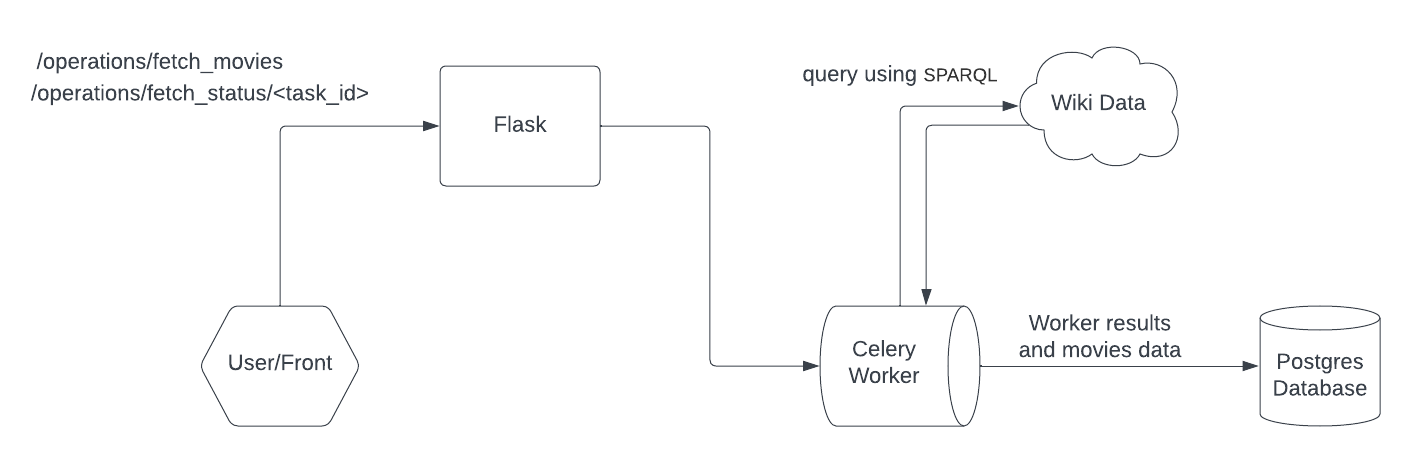 /operations/fetch_movies
/operations/fetch_status/<task_id>
Flask
query using SPARQL
Wiki Data
User/Front
Celery
Worker
Worker results
and movies data
Postgres
Database